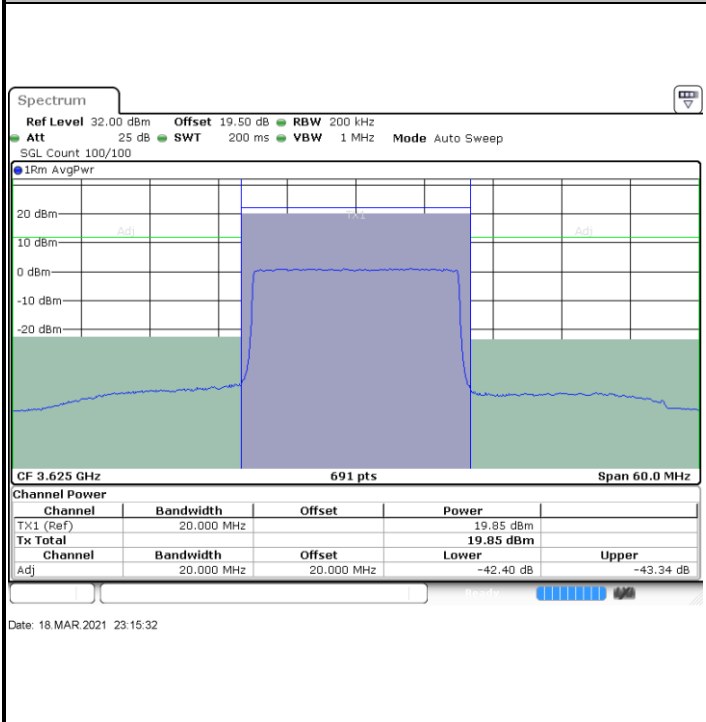 Spectrum
Ref Level 32.00 dBm Offset 19.50 dB RBW 200 kHz
Att 25 dB SWT 200 ms VBW 1 MHz Mode Auto Sweep
SGL Count 100/100
1Rm AvgPwr
20 dBm
TX1
Adj Adj
10 dBm
0 dBm
-10 dBm
-20 dBm
CF 3.625 GHz 691 pts Span 60.0 MHz
Channel Power
Channel Bandwidth Offset Power
TX1 (Ref) 20.000 MHz 19.85 dBm
Tx Total 19.85 dBm
Channel Bandwidth Offset Lower Upper
Adj 20.000 MHz 20.000 MHz -42.40 dB -43.34 dB
Ready
Date: 18.MAR.2021 23:15:32